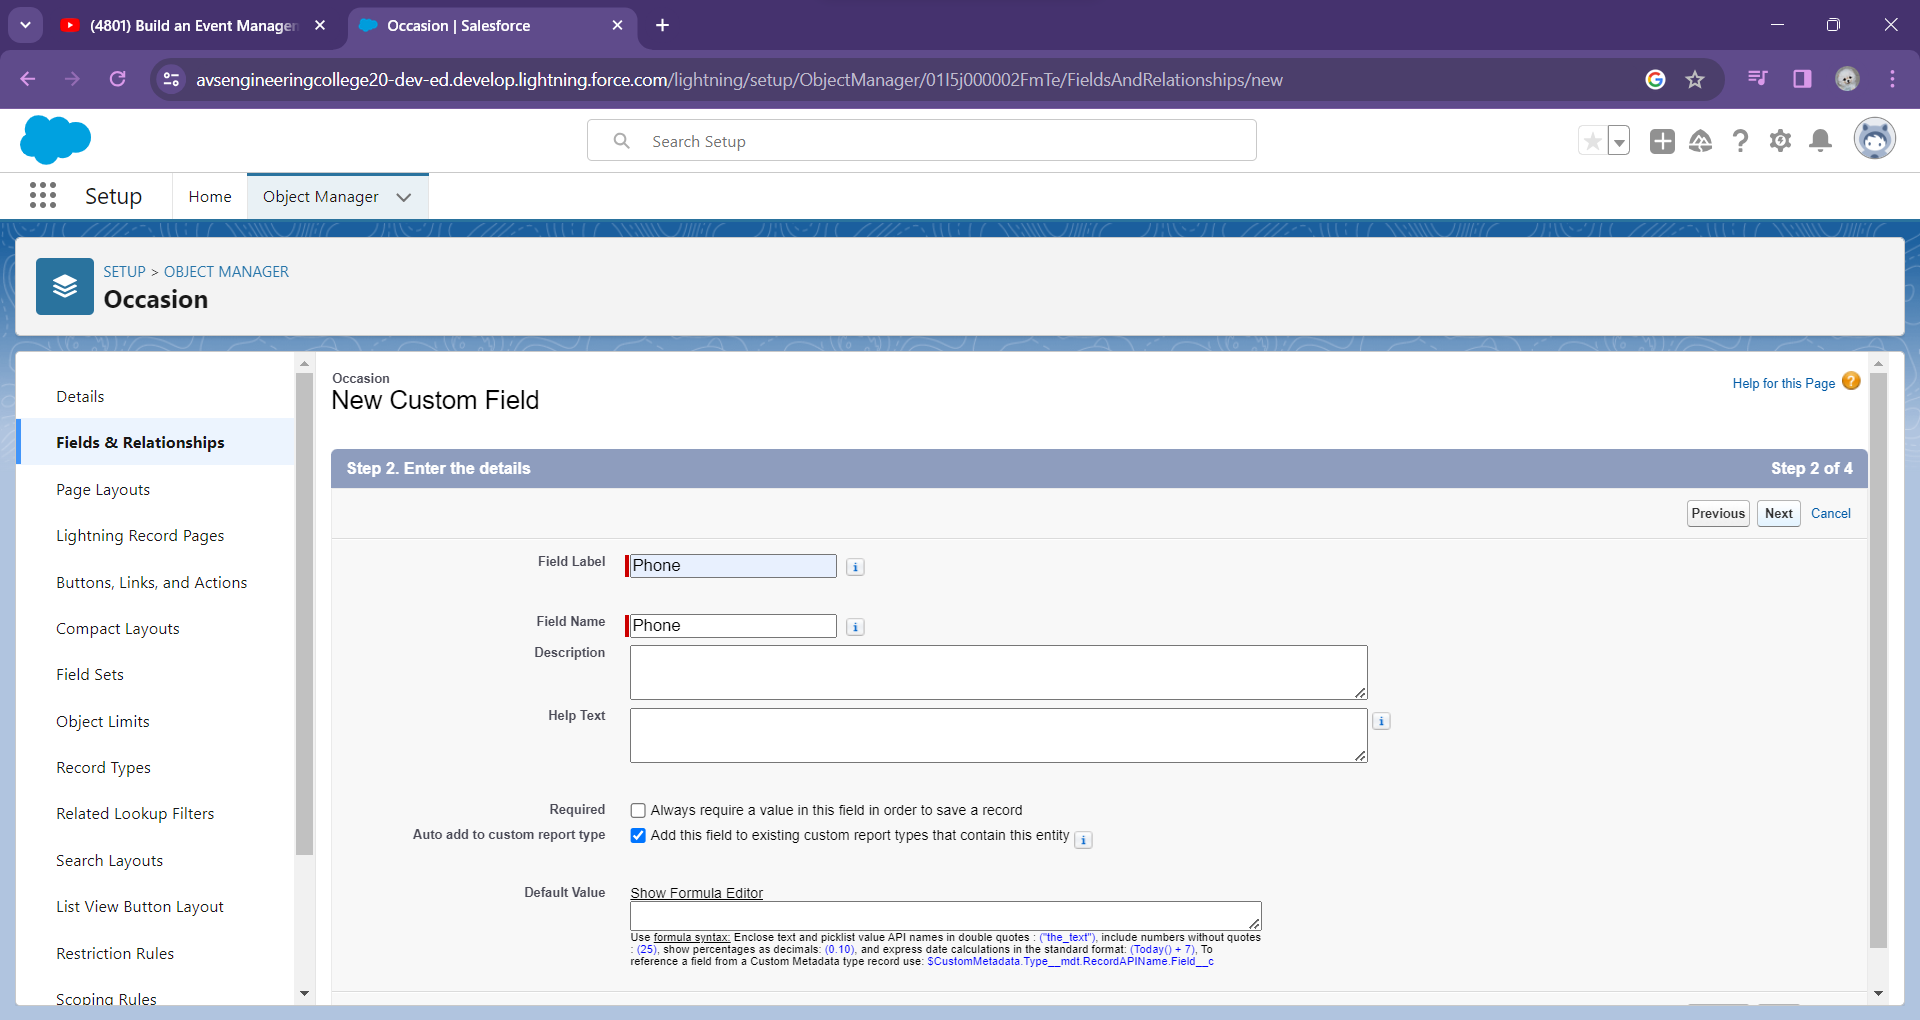 (4801) Build an Event Manager
Occasion | Salesforce
avsengineeringcollege20-dev-ed.develop.lightning.force.com/lightning/setup/ObjectManager/01I5j000002FmTe/FieldsAndRelationships/new
Search Setup
Setup
Home
Object Manager
SETUP > OBJECT MANAGER
Occasion
Details
Fields & Relationships
Page Layouts
Lightning Record Pages
Buttons, Links, and Actions
Compact Layouts
Field Sets
Object Limits
Record Types
Related Lookup Filters
Search Layouts
List View Button Layout
Restriction Rules
Scoping Rules
Occasion
New Custom Field
Help for this Page
Step 2. Enter the details
Step 2 of 4
Previous
Next
Cancel
Field Label
Phone
Field Name
Phone
Description
Help Text
Required
Always require a value in this field in order to save a record
Auto add to custom report type
Add this field to existing custom report types that contain this entity
Default Value
Show Formula Editor
Use formula syntax: Enclose text and picklist value API names in double quotes : ("the_text"), include numbers without quotes
: (25), show percentages as decimals: (0.10), and express date calculations in the standard format: (Today() + 7), To
reference a field from a Custom Metadata type record use: $CustomMetadata.Type__mdt.RecordAPIName.Field__c